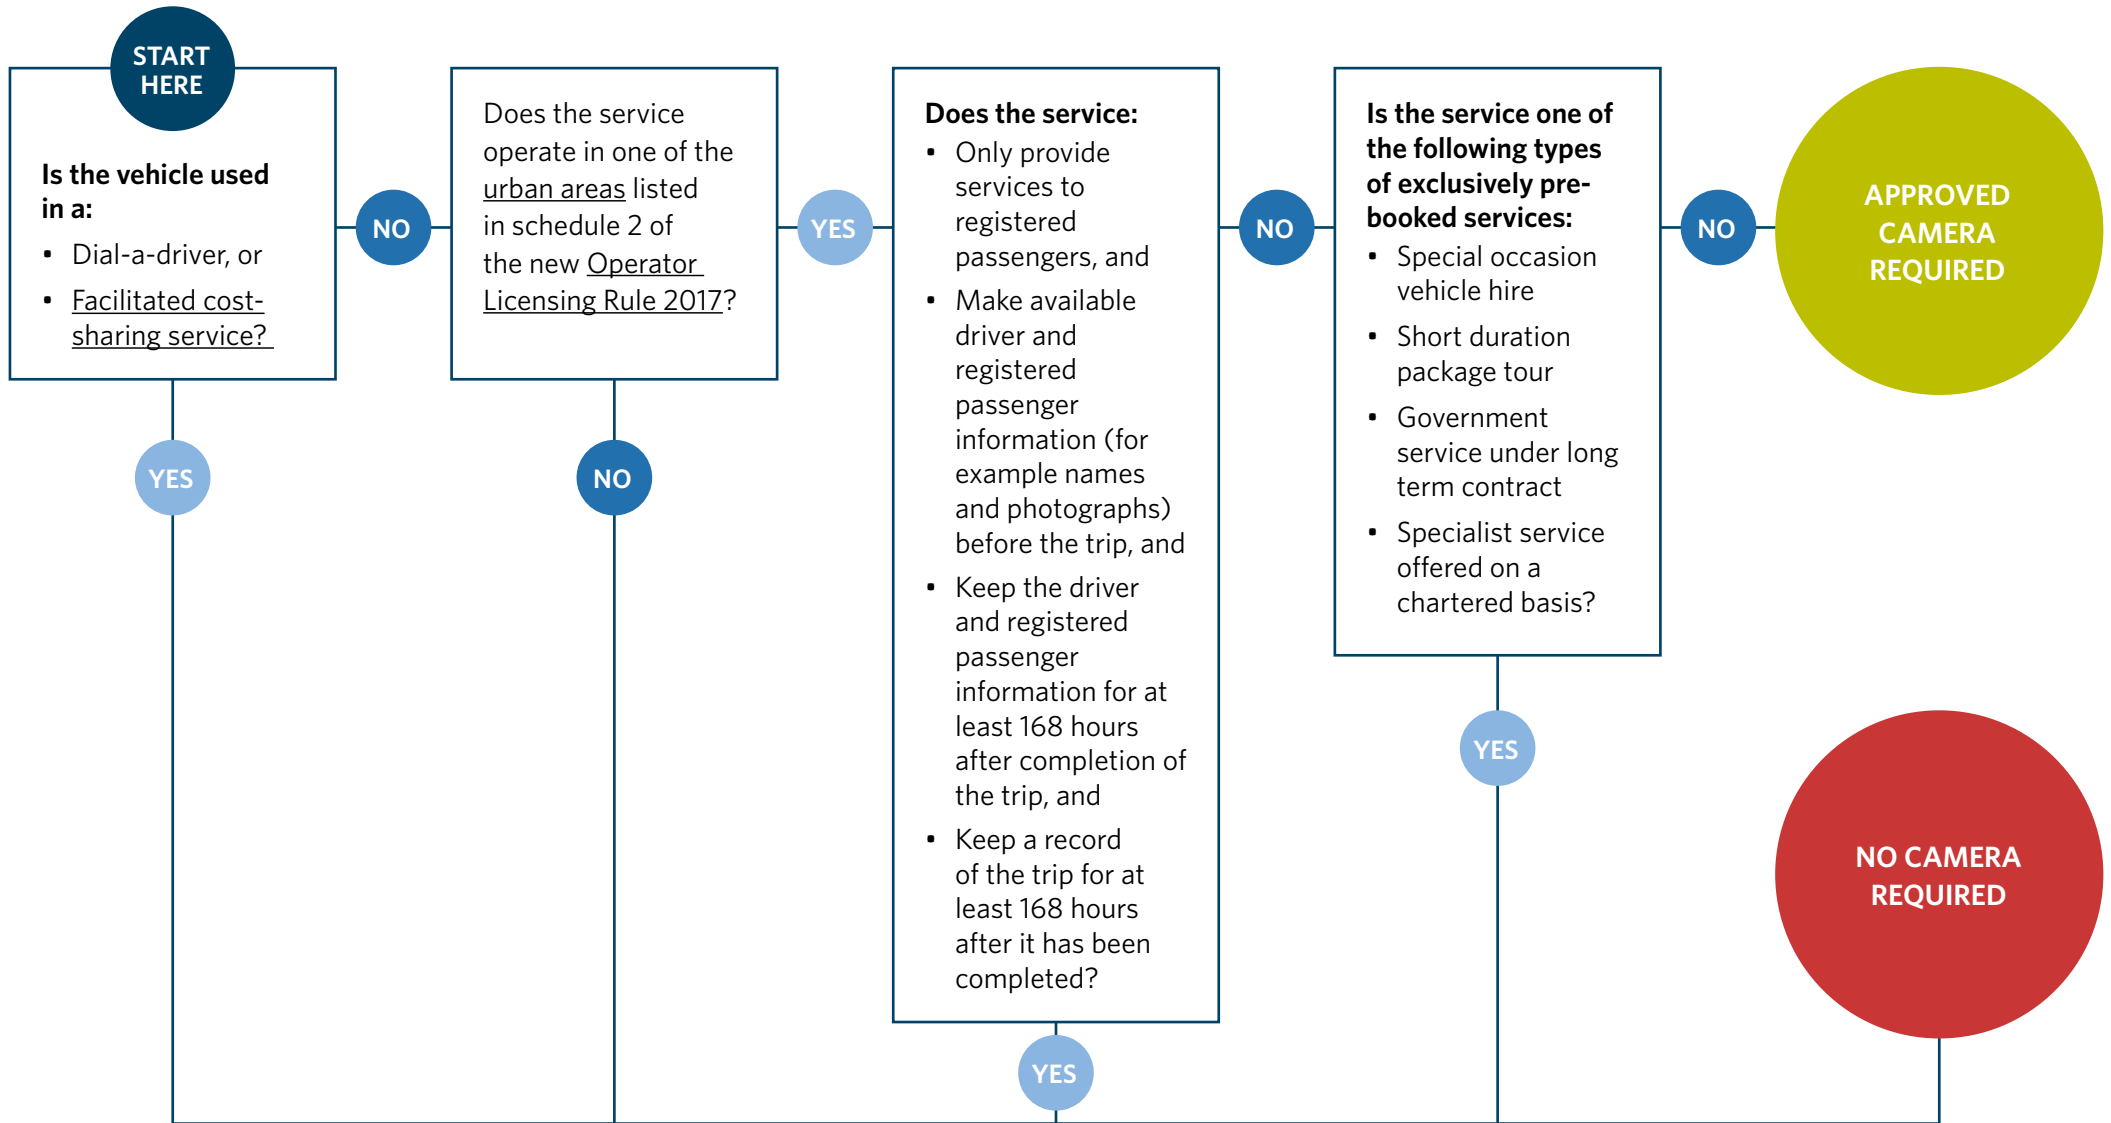 START
HERE
Is the vehicle used
in a:
• Dial-a-driver, or
• Facilitated cost-
sharing service?
YES
NO
Does the service
operate in one of the
urban areas listed
in schedule 2 of
the new Operator
Licensing Rule 2017?
NO
YES
Does the service:
• Only provide
services to
registered
passengers, and
• Make available
driver and
registered
passenger
information (for
example names
and photographs)
before the trip, and
• Keep the driver
and registered
passenger
information for at
least 168 hours
after completion of
the trip, and
• Keep a record
of the trip for at
least 168 hours
after it has been
completed?
YES
NO
Is the service one of
the following types
of exclusively pre-
booked services:
• Special occasion
vehicle hire
• Short duration
package tour
• Government
service under long
term contract
• Specialist service
offered on a
chartered basis?
YES
NO
APPROVED
CAMERA
REQUIRED
NO CAMERA
REQUIRED